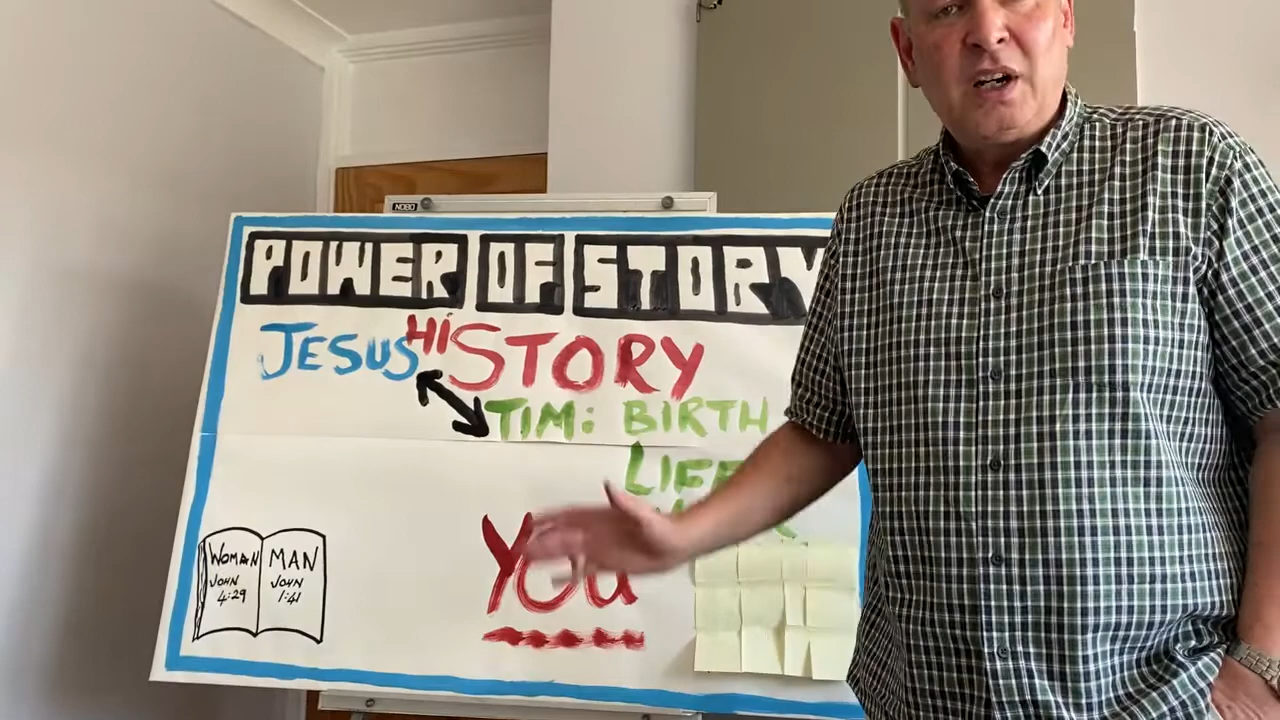 NOBO
POWER OF STORY
JESUS HiSTORY
TIM: BIRTH
LIFE
YOU
WOMAN
JOHN
4:29
MAN
JOHN
1:41